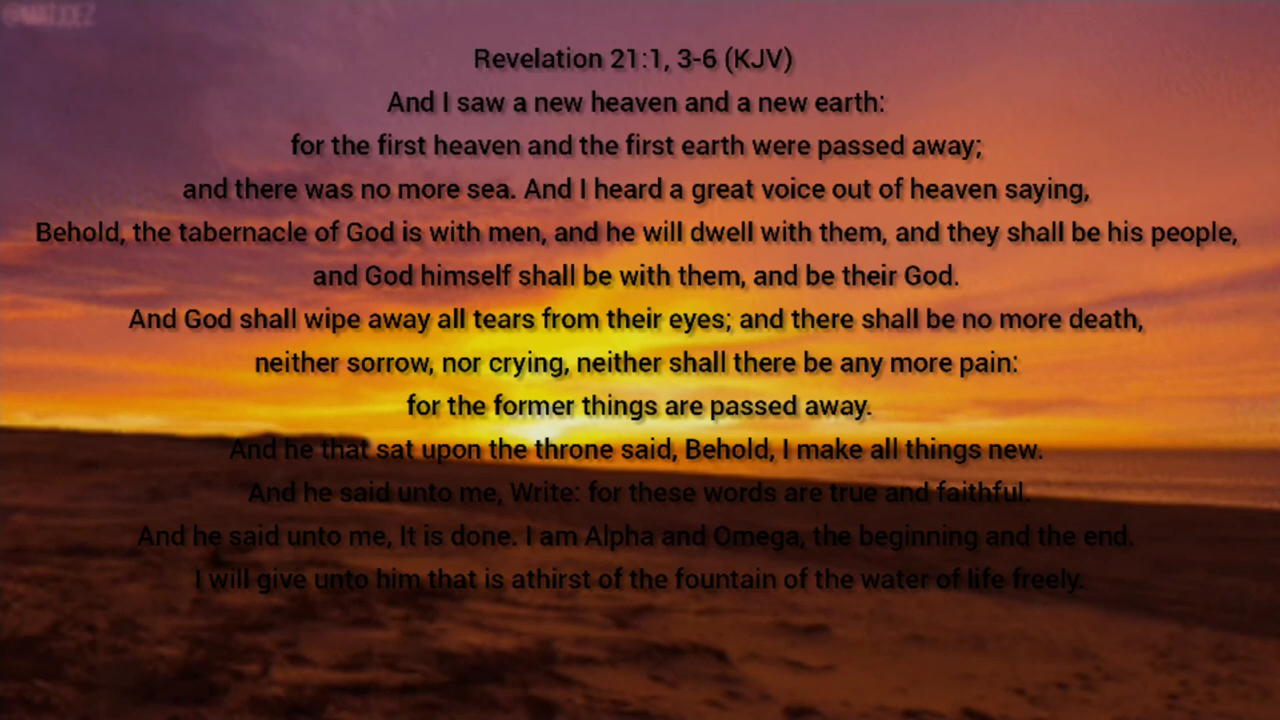 Revelation 21:1, 3-6 (KJV)
And I saw a new heaven and a new earth:
for the first heaven and the first earth were passed away;
and there was no more sea. And I heard a great voice out of heaven saying,
Behold, the tabernacle of God is with men, and he will dwell with them, and they shall be his people,
and God himself shall be with them, and be their God.
And God shall wipe away all tears from their eyes; and there shall be no more death,
neither sorrow, nor crying, neither shall there be any more pain:
for the former things are passed away.
And he that sat upon the throne said, Behold, I make all things new.
And he said unto me, Write: for these words are true and faithful.
And he said unto me, It is done. I am Alpha and Omega, the beginning and the end.
I will give unto him that is athirst of the fountain of the water of life freely.